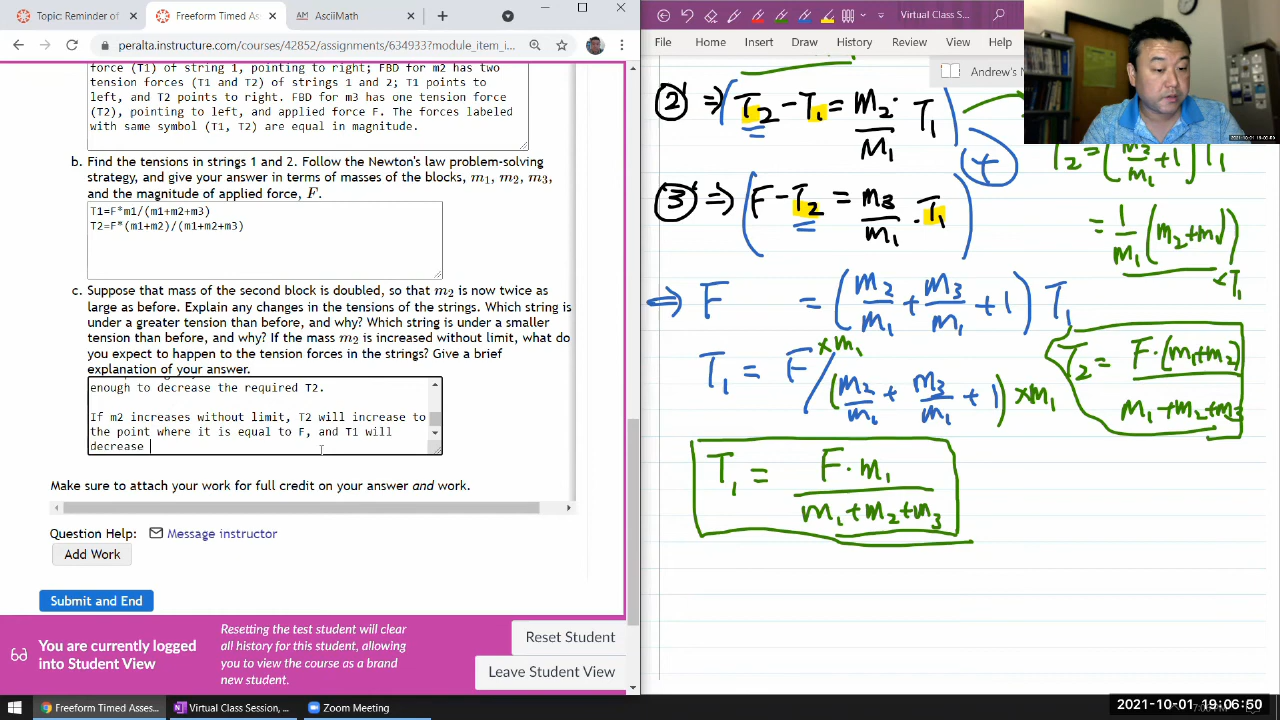 Topic Reminder o
Freeform Timed As
AsciiMath
peralta.instructure.com/courses/42852/assignments/634933?module_item_i...
force (T1) of string 1, pointing to right; FBD for m2 has two
tension forces (T1 and T2) of strings 1 and 2; T1 points to
left, and T2 points to right. FBD for m3 has one tension force
(T2), pointing to left, and applied force F. The forces labeled
with same symbol (T1, T2) are equal in magnitude.
b. Find the tensions in strings 1 and 2. Follow the Newton's law problem-solving
strategy, and give your answer in terms of masses of the blocks, m₁, m₂, m₃,
and the magnitude of applied force, F.
T1=F*m1/(m1+m2+m3)
T2=F*(m1+m2)/(m1+m2+m3)
c. Suppose that mass of the second block is doubled, so that m₂ is now twice as
large as before. Explain any changes in the tensions of the strings. Which string is
under a greater tension than before, and why? Which string is under a smaller
tension than before, and why? If the mass m₂ if increased without limit, what do
you expect to happen to the tension forces in the strings? Give a brief
explanation of your answer.
enough to decrease the required T2.
If m2 increases without limit, T2 will increase to
the point where it is equal to F, and T1 will
decrease
Make sure to attach your work for full credit on your answer and work.
Question Help: Message instructor
Add Work
Submit and End
You are currently logged
into Student View
Resetting the test student will clear
all history for this student, allowing
you to view the course as a brand
new student.
Reset Student
Leave Student View
Virtual Class S...
File Home Insert Draw History Review View
Andrew's N
②' ⇒ (T₂ - T₁ = m₂/m₁ · T₁)
③' ⇒ (F - T₂ = m₃/m₁ · T₁)
+
⇒ F = (m₂/m₁ + m₃/m₁ + 1) T₁
T₁ = F / (m₂/m₁ + m₃/m₁ + 1) ×m₁ ×m₁
T₁ = F·m₁ / (m₁+m₂+m₃)
T₂ = (m₂/m₁ + 1) T₁
= 1/m₁ (m₂+m₁) × T₁
T₂ = F·(m₁+m₂) / (m₁+m₂+m₃)
Freeform Timed Asses...
Virtual Class Session, ...
Zoom Meeting
2021-10-01 19:06:50